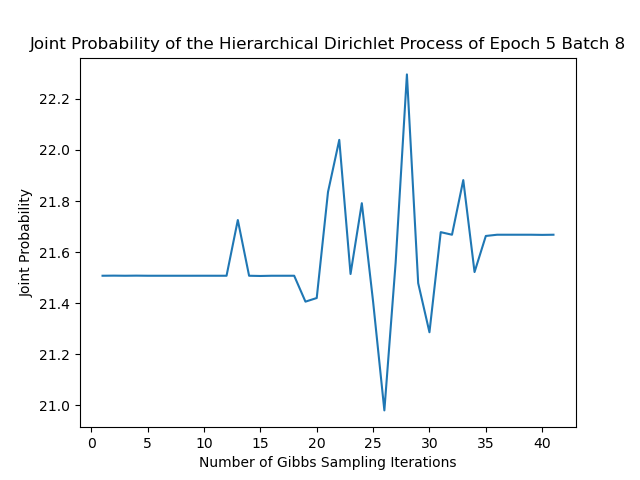 Joint Probability of the Hierarchical Dirichlet Process of Epoch 5 Batch 8
22.2
22.0
21.8
21.6
21.4
21.2
21.0
Joint Probability
0 5 10 15 20 25 30 35 40
Number of Gibbs Sampling Iterations